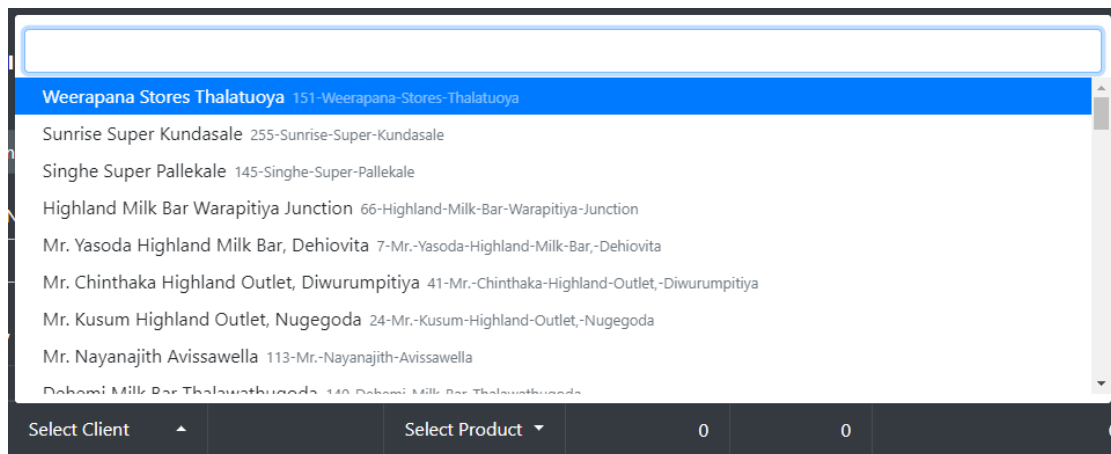 Weerapana Stores Thalatuoya 151-Weerapana-Stores-Thalatuoya
Sunrise Super Kundasale 255-Sunrise-Super-Kundasale
Singhe Super Pallekale 145-Singhe-Super-Pallekale
Highland Milk Bar Warapitiya Junction 66-Highland-Milk-Bar-Warapitiya-Junction
Mr. Yasoda Highland Milk Bar, Dehiovita 7-Mr.-Yasoda-Highland-Milk-Bar,-Dehiovita
Mr. Chinthaka Highland Outlet, Diwurumpitiya 41-Mr.-Chinthaka-Highland-Outlet,-Diwurumpitiya
Mr. Kusum Highland Outlet, Nugegoda 24-Mr.-Kusum-Highland-Outlet,-Nugegoda
Mr. Nayanajith Avissawella 113-Mr.-Nayanajith-Avissawella
Milk Bar Thalawathugoda
Select Client Select Product 0 0